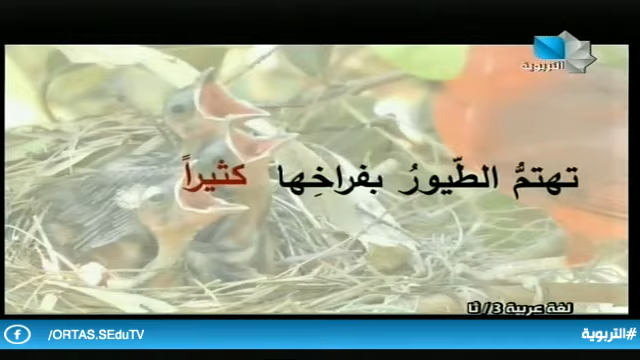 التربوية
تهتمُّ الطّيورُ بفراخِها كثيراً
لغة عربية 3/ ثا
/ORTAS.SEduTV
#التربوية